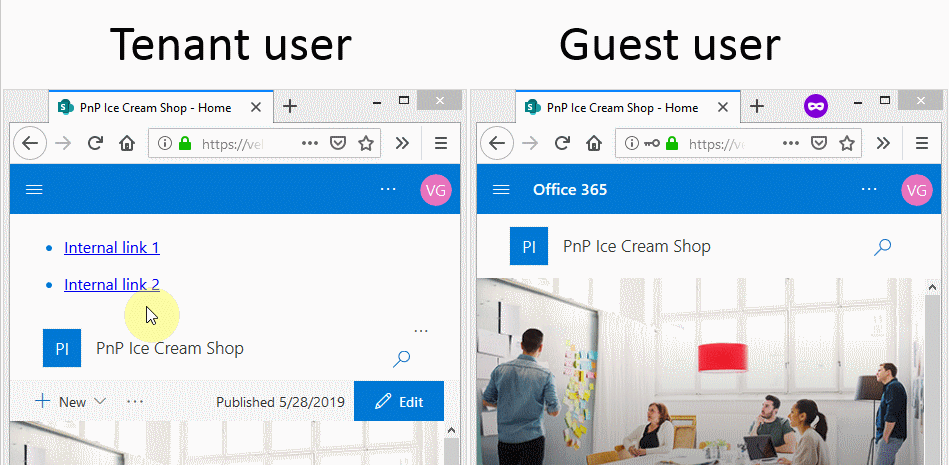 Tenant user
Guest user
PnP Ice Cream Shop - Home
https://vel
VG
Internal link 1
Internal link 2
PI PnP Ice Cream Shop
New
Published 5/28/2019
Edit
PnP Ice Cream Shop - Home
https://v
Office 365
VG
PI PnP Ice Cream Shop